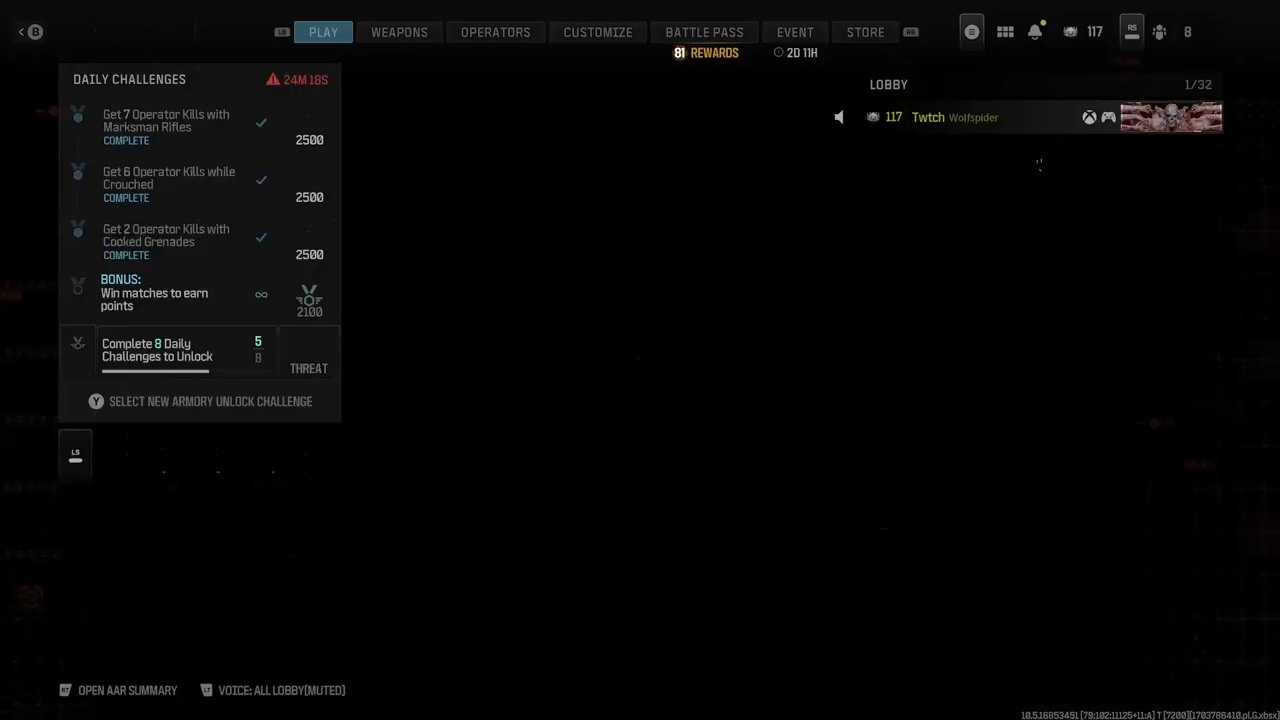 B
LB PLAY WEAPONS OPERATORS CUSTOMIZE BATTLE PASS EVENT STORE RB
117 RS 8
81 REWARDS 2D 11H
DAILY CHALLENGES 24M 18S
Get 7 Operator Kills with
Marksman Rifles
COMPLETE 2500
Get 6 Operator Kills while
Crouched
COMPLETE 2500
Get 2 Operator Kills with
Cooked Grenades
COMPLETE 2500
BONUS:
Win matches to earn
points
∞ 2100
Complete 8 Daily
Challenges to Unlock
5
8
THREAT
Y SELECT NEW ARMORY UNLOCK CHALLENGE
LS
LOBBY 1/32
117 Twtch Wolfspider
OPEN AAR SUMMARY LT VOICE: ALL LOBBY(MUTED)